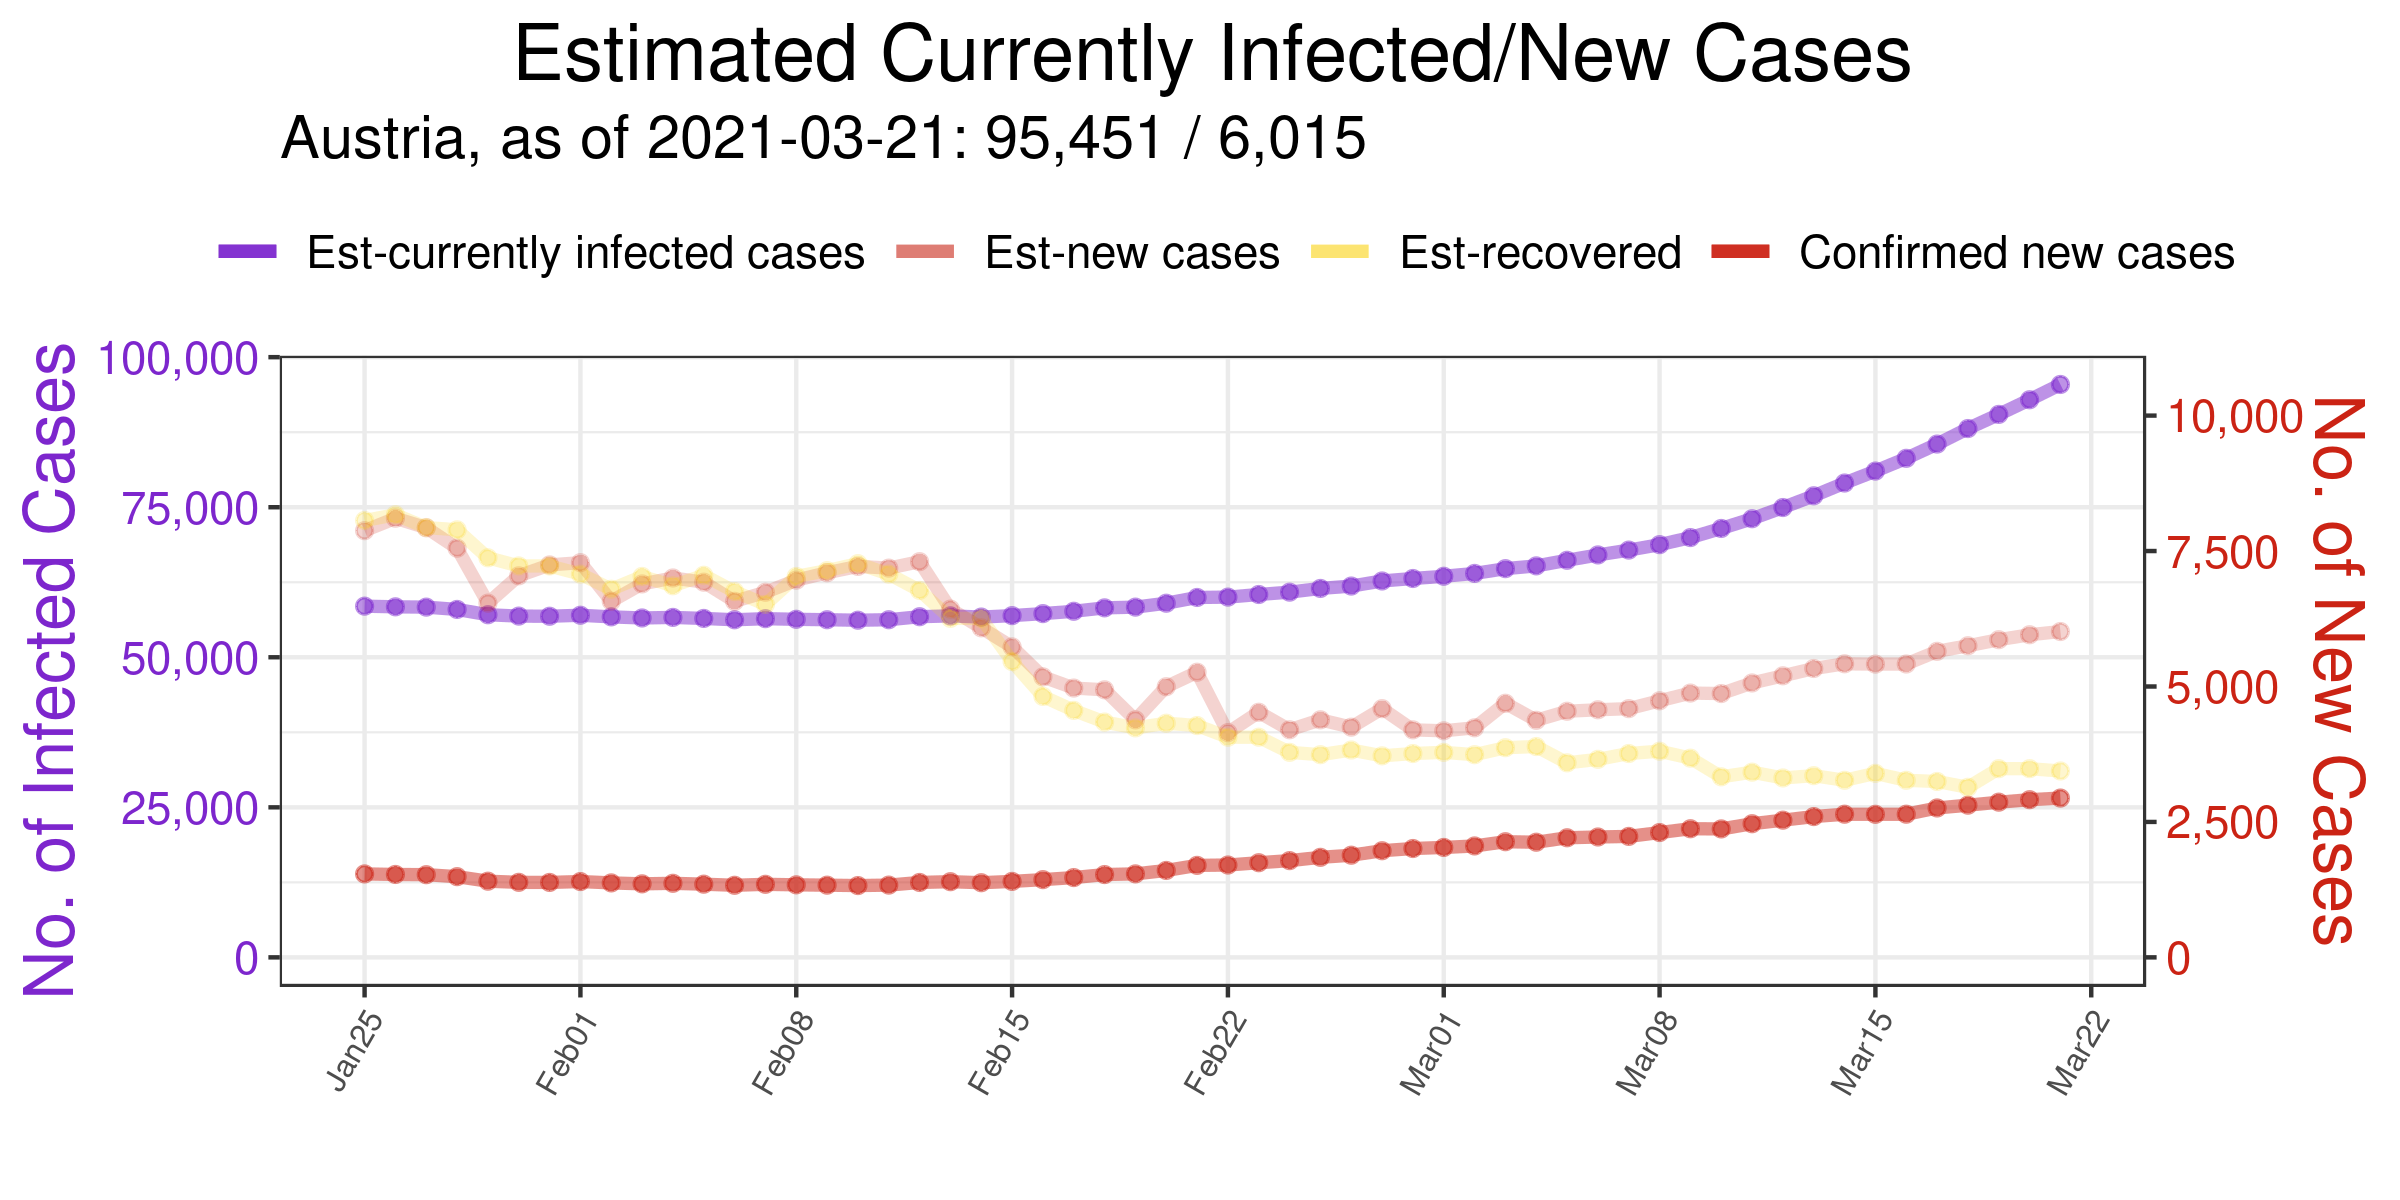 Estimated Currently Infected/New Cases
Austria, as of 2021-03-21: 95,451 / 6,015
Est-currently infected cases Est-new cases Est-recovered Confirmed new cases
No. of Infected Cases
100,000
75,000
50,000
25,000
0
10,000
7,500
5,000
2,500
0
No. of New Cases
Jan25 Feb01 Feb08 Feb15 Feb22 Mar01 Mar08 Mar15 Mar22